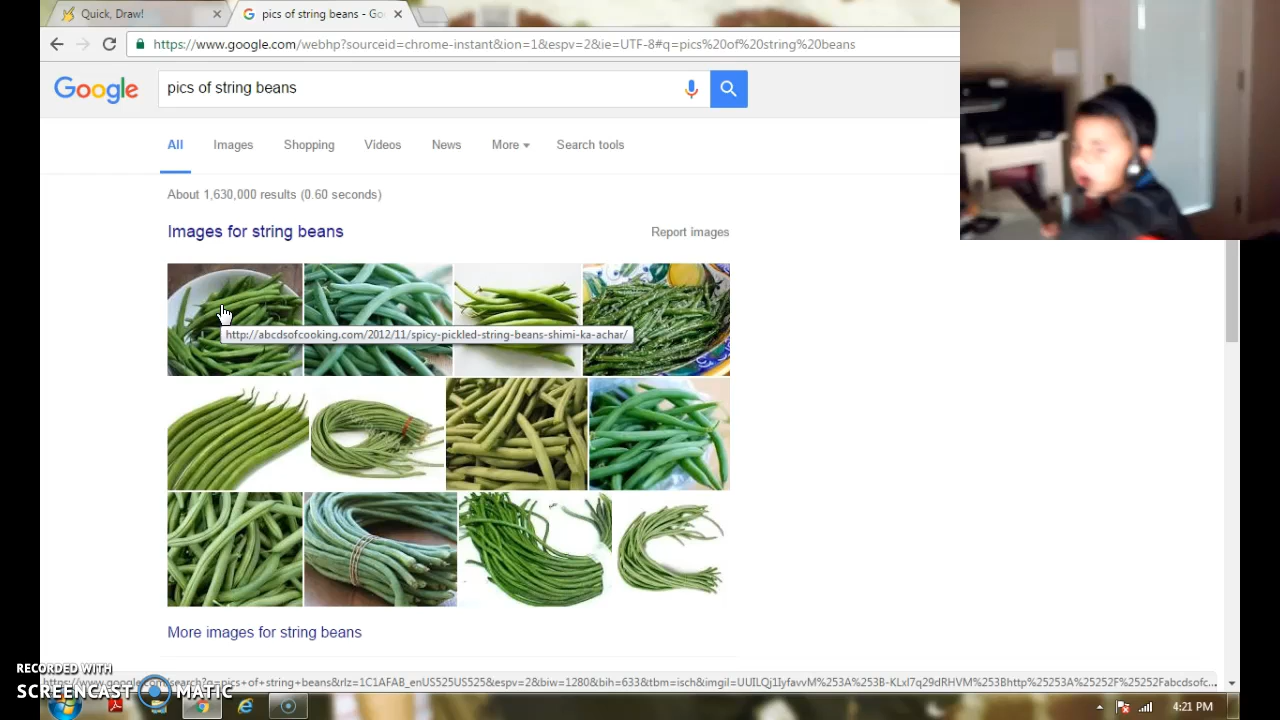 Quick, Draw!
pics of string beans - Go
https://www.google.com/webhp?sourceid=chrome-instant&ion=1&espv=2&ie=UTF-8#q=pics%20of%20string%20beans
Google
pics of string beans
All Images Shopping Videos News More Search tools
About 1,630,000 results (0.60 seconds)
Images for string beans
Report images
http://abcdsofcooking.com/2012/11/spicy-pickled-string-beans-shimi-ka-achar/
More images for string beans
RECORDED WITH
SCREENCAST MATIC
4:21 PM